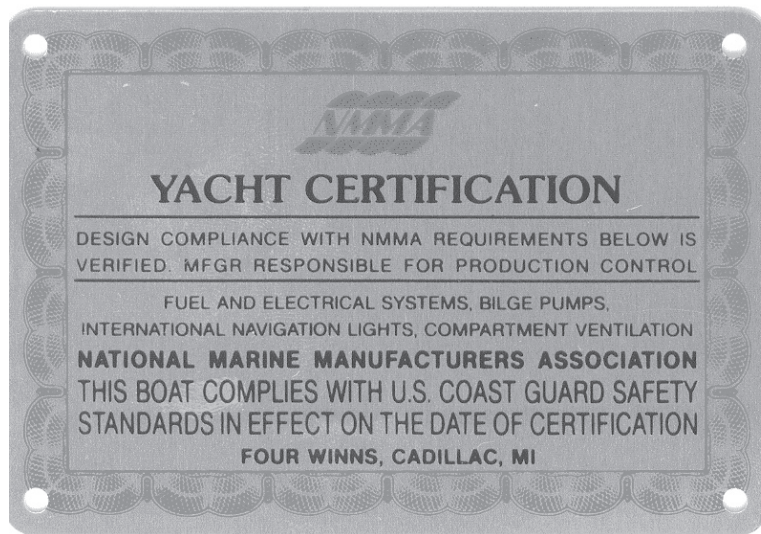 NMMA
YACHT CERTIFICATION
DESIGN COMPLIANCE WITH NMMA REQUIREMENTS BELOW IS
VERIFIED. MFGR RESPONSIBLE FOR PRODUCTION CONTROL
FUEL AND ELECTRICAL SYSTEMS, BILGE PUMPS,
INTERNATIONAL NAVIGATION LIGHTS, COMPARTMENT VENTILATION
NATIONAL MARINE MANUFACTURERS ASSOCIATION
THIS BOAT COMPLIES WITH U.S. COAST GUARD SAFETY
STANDARDS IN EFFECT ON THE DATE OF CERTIFICATION
FOUR WINNS, CADILLAC, MI